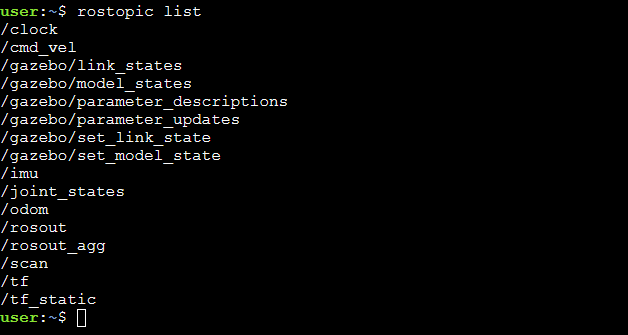 user:~$ rostopic list
/clock
/cmd_vel
/gazebo/link_states
/gazebo/model_states
/gazebo/parameter_descriptions
/gazebo/parameter_updates
/gazebo/set_link_state
/gazebo/set_model_state
/imu
/joint_states
/odom
/rosout
/rosout_agg
/scan
/tf
/tf_static
user:~$